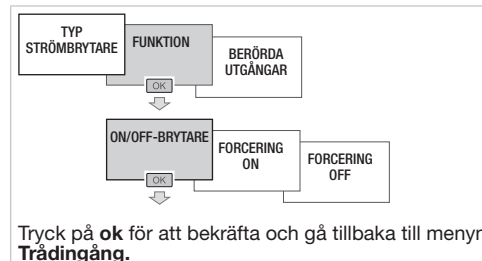 TYP
STRÖMBRYTARE
FUNKTION
BERÖRDA
UTGÅNGAR
OK
ON/OFF-BRYTARE
FORCERING
ON
FORCERING
OFF
OK
Tryck på ok för att bekräfta och gå tillbaka till menyn
Trådingång.